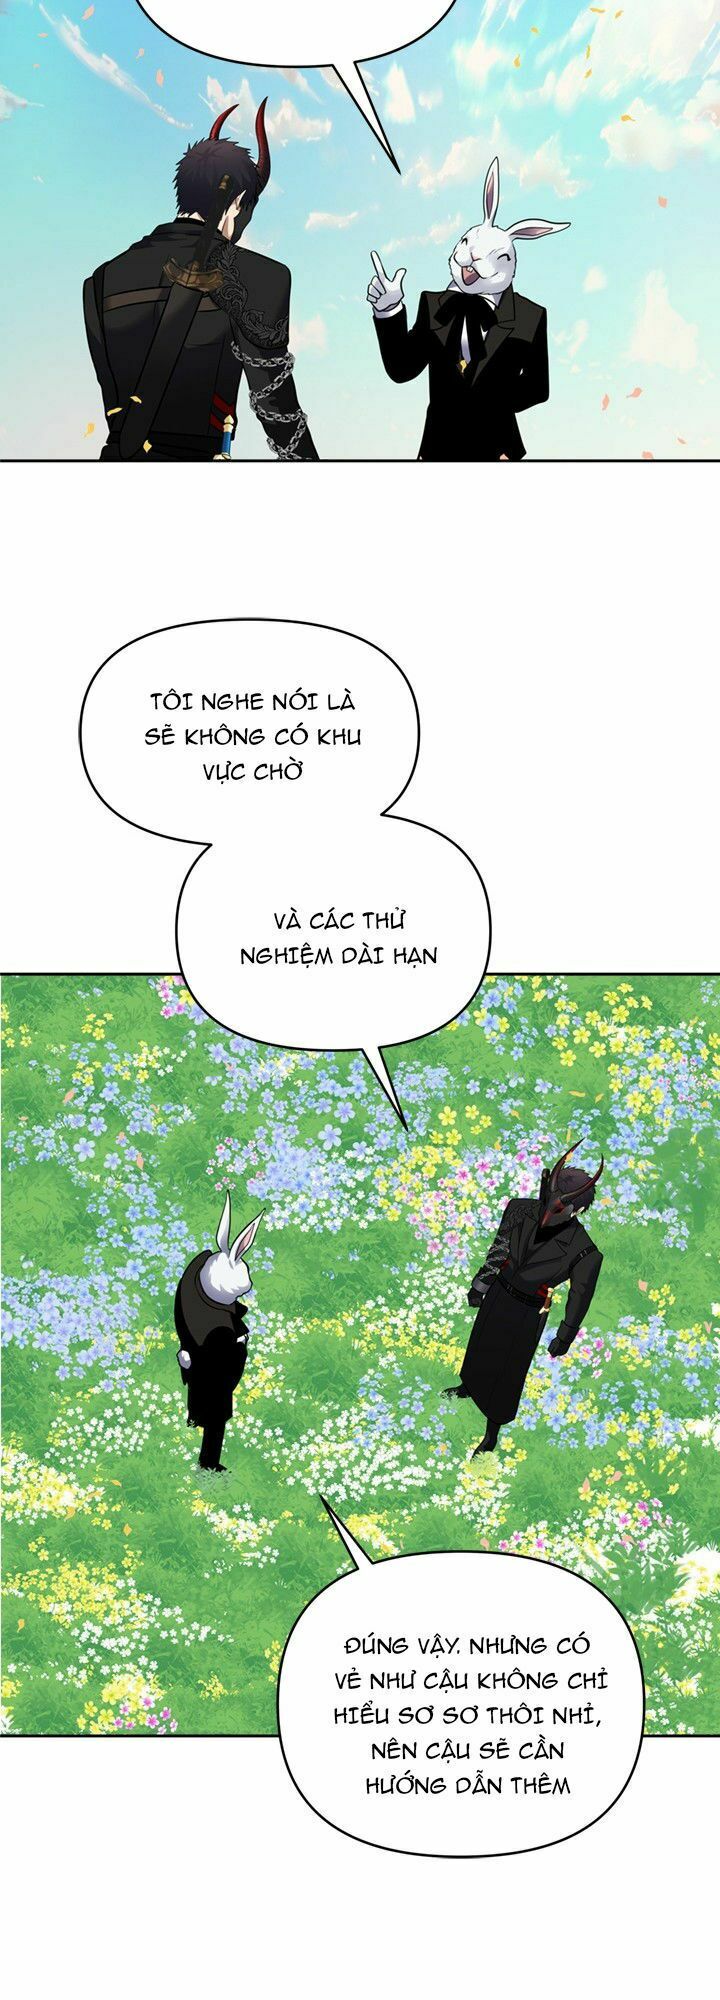 TÔI NGHE NÓI LÀ
SẼ KHÔNG CÓ KHU
VỰC CHỜ
VÀ CÁC THỬ
NGHIỆM DÀI HẠN
ĐÚNG VẬY. NHƯNG CÓ
VẺ NHƯ CẬU KHÔNG CHỈ
HIỂU SƠ SƠ THÔI NHỈ,
NÊN CẬU SẼ CẦN
HƯỚNG DẪN THÊM